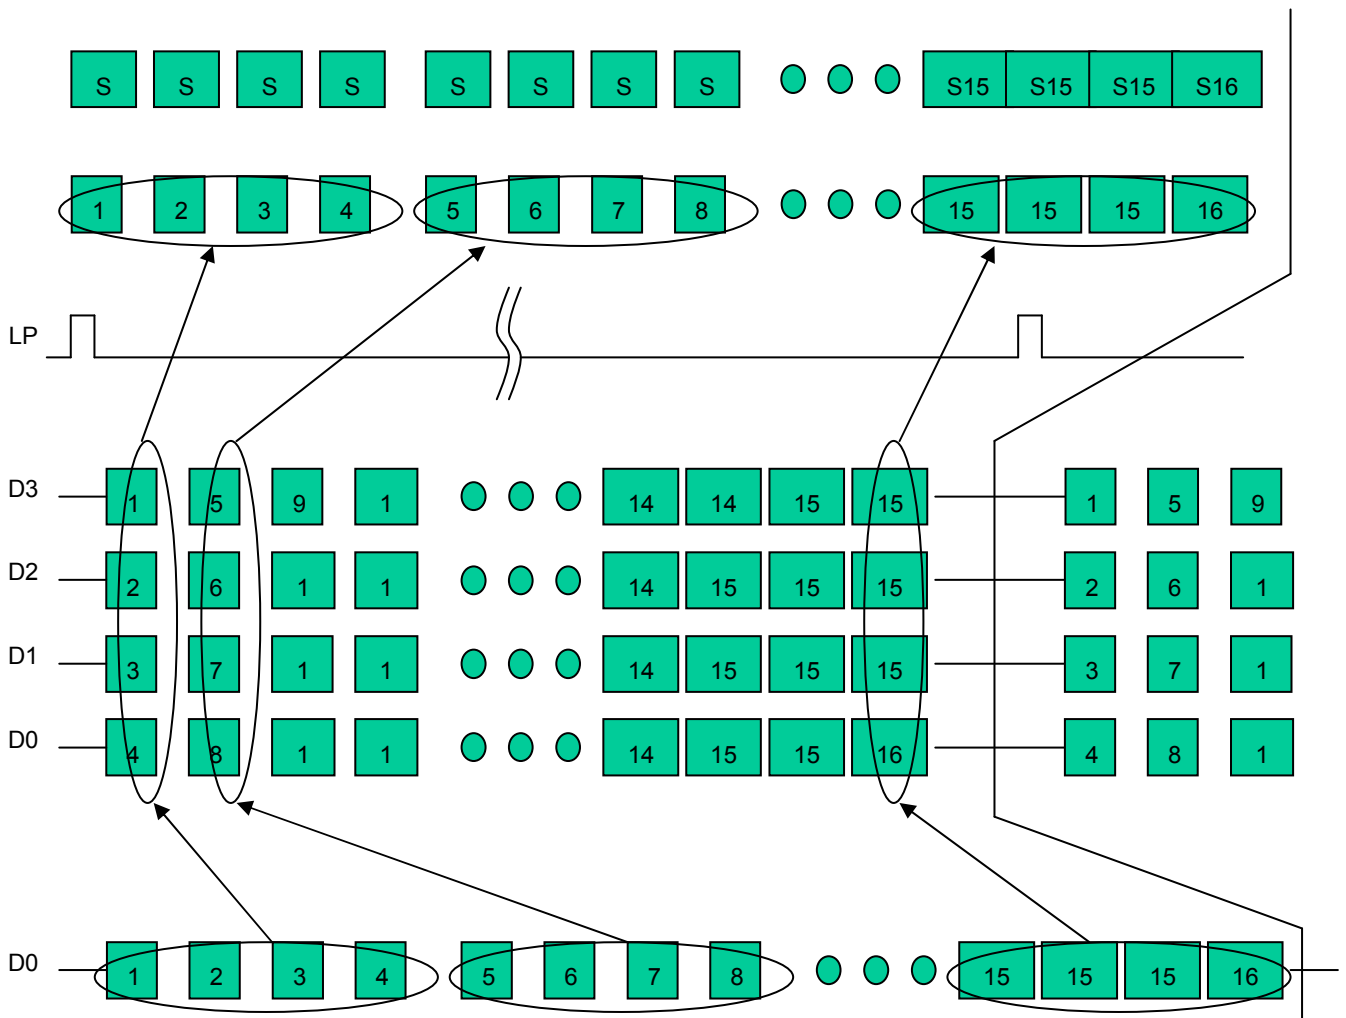 S S S S S S S S S15 S15 S15 S16
1 2 3 4 5 6 7 8 15 15 15 16
LP
D3 1 5 9 1 14 14 15 15 1 5 9
D2 2 6 1 1 14 15 15 15 2 6 1
D1 3 7 1 1 14 15 15 15 3 7 1
D0 4 8 1 1 14 15 15 16 4 8 1
D0 1 2 3 4 5 6 7 8 15 15 15 16